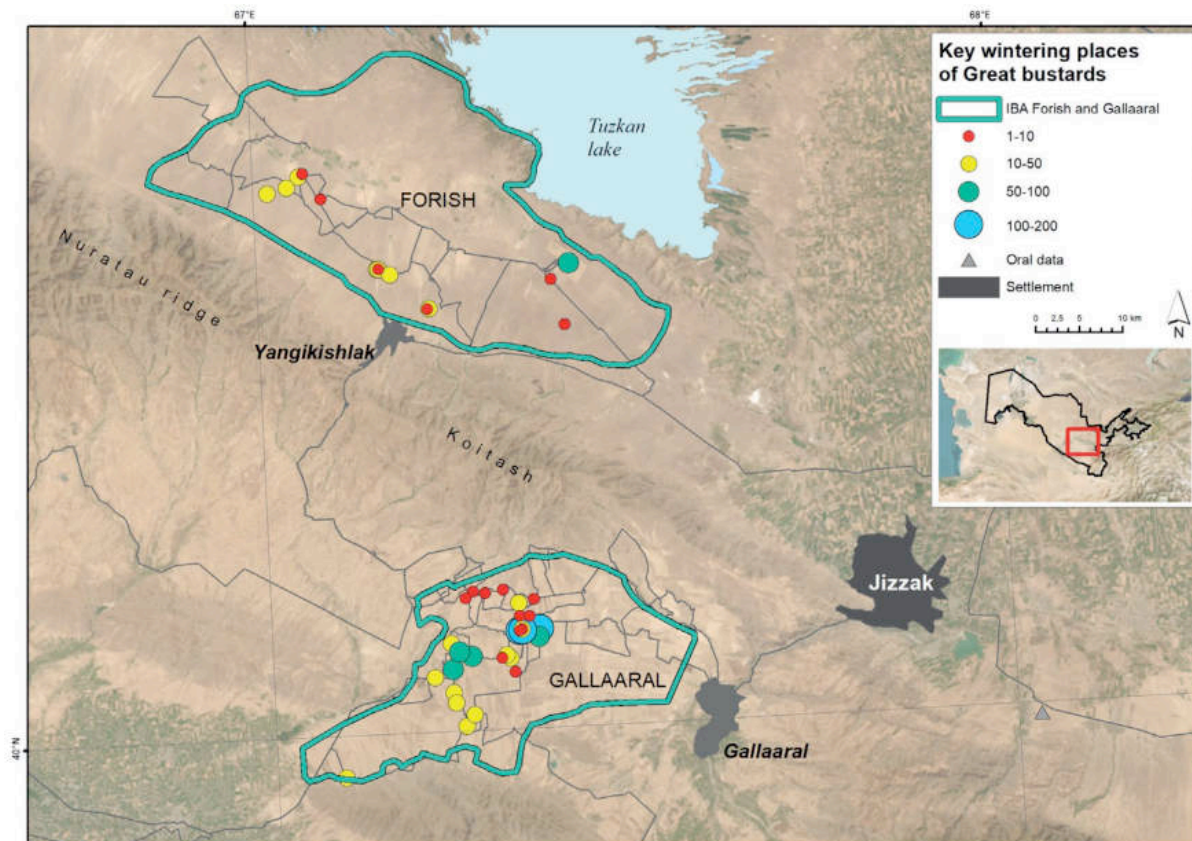 67°E
68°E
Key wintering places
of Great bustards
IBA Forish and Gallaaral
1-10
10-50
50-100
100-200
Oral data
Settlement
0 2.5 5 10 km
N
Tuzkan
lake
FORISH
Nuratau ridge
Yangikishlak
Koitash
Jizzak
GALLAARAL
Gallaaral
40°N